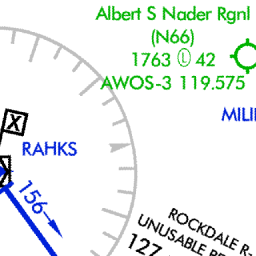 Albert S Nader Rgnl
(N66)
1763 Ⓛ 42
AWOS-3 119.575
MILI
X
RAHKS
156
ROCKDALE R-
UNUSABLE BE
127